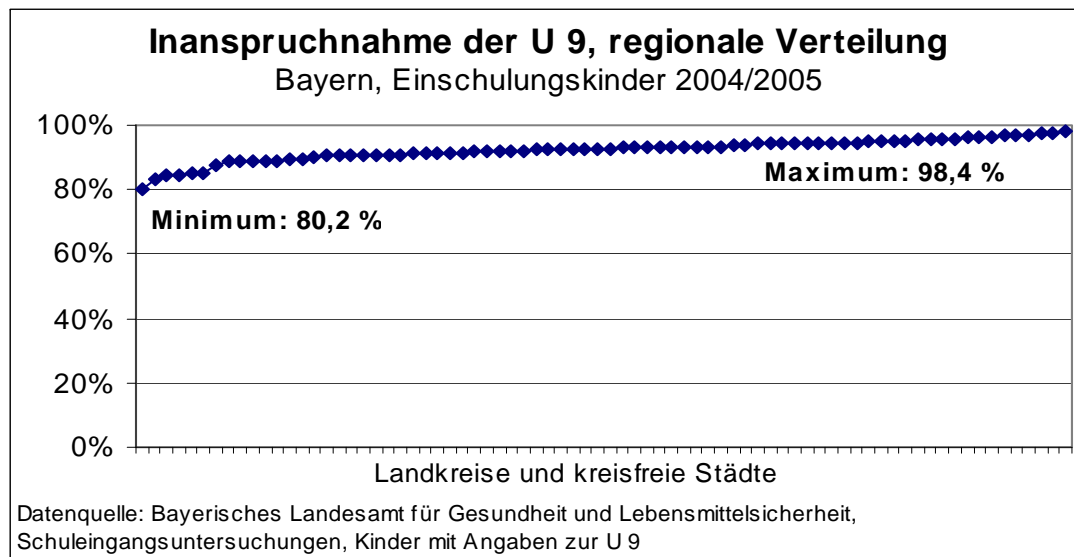 Inanspruchnahme der U 9, regionale Verteilung
Bayern, Einschulungskinder 2004/2005
100%
80%
60%
40%
20%
0%
Maximum: 98,4 %
Minimum: 80,2 %
Landkreise und kreisfreie Städte
Datenquelle: Bayerisches Landesamt für Gesundheit und Lebensmittelsicherheit,
Schuleingangsuntersuchungen, Kinder mit Angaben zur U 9